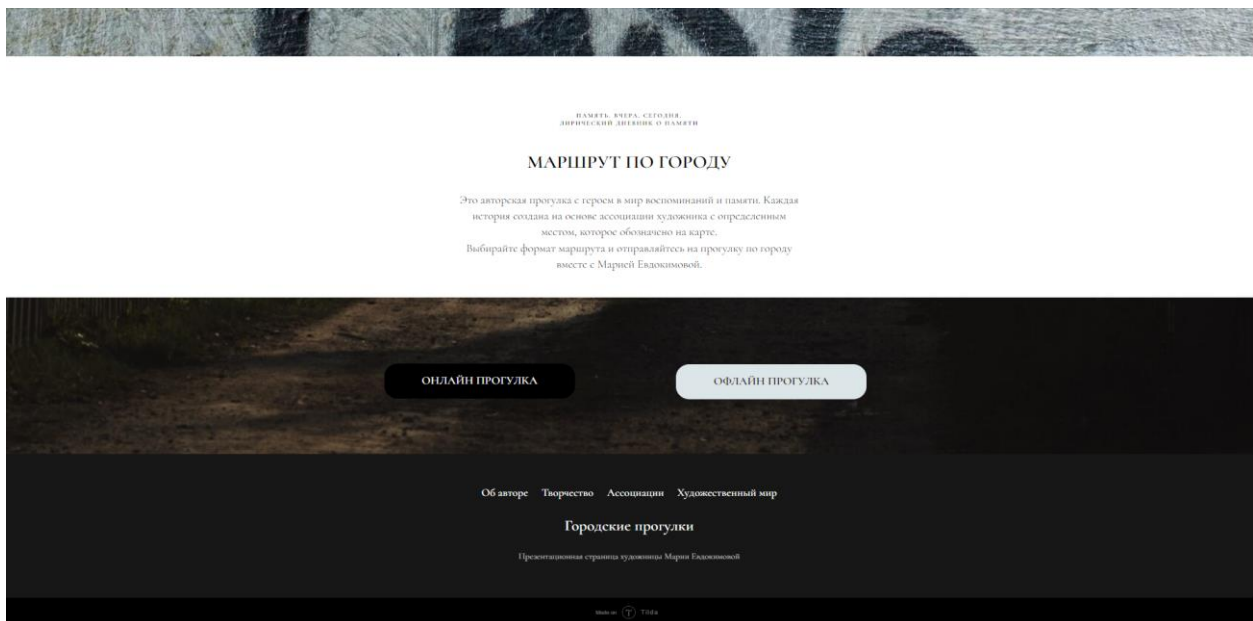 ПАМЯТЬ. ВЧЕРА. СЕГОДНЯ.
ЛИРИЧЕСКИЙ ДНЕВНИК О ПАМЯТИ
МАРШРУТ ПО ГОРОДУ
Это авторская прогулка с героем в мир воспоминаний и памяти. Каждая
история создана на основе ассоциации художника с определенным
местом, которое обозначено на карте.
Выбирайте формат маршрута и отправляйтесь на прогулку по городу
вместе с Марией Евдокимовой.
ОНЛАЙН ПРОГУЛКА
ОФЛАЙН ПРОГУЛКА
Об авторе Творчество Ассоциации Художественный мир
Городские прогулки
Презентационная страница художницы Марии Евдокимовой
Made on Tilda